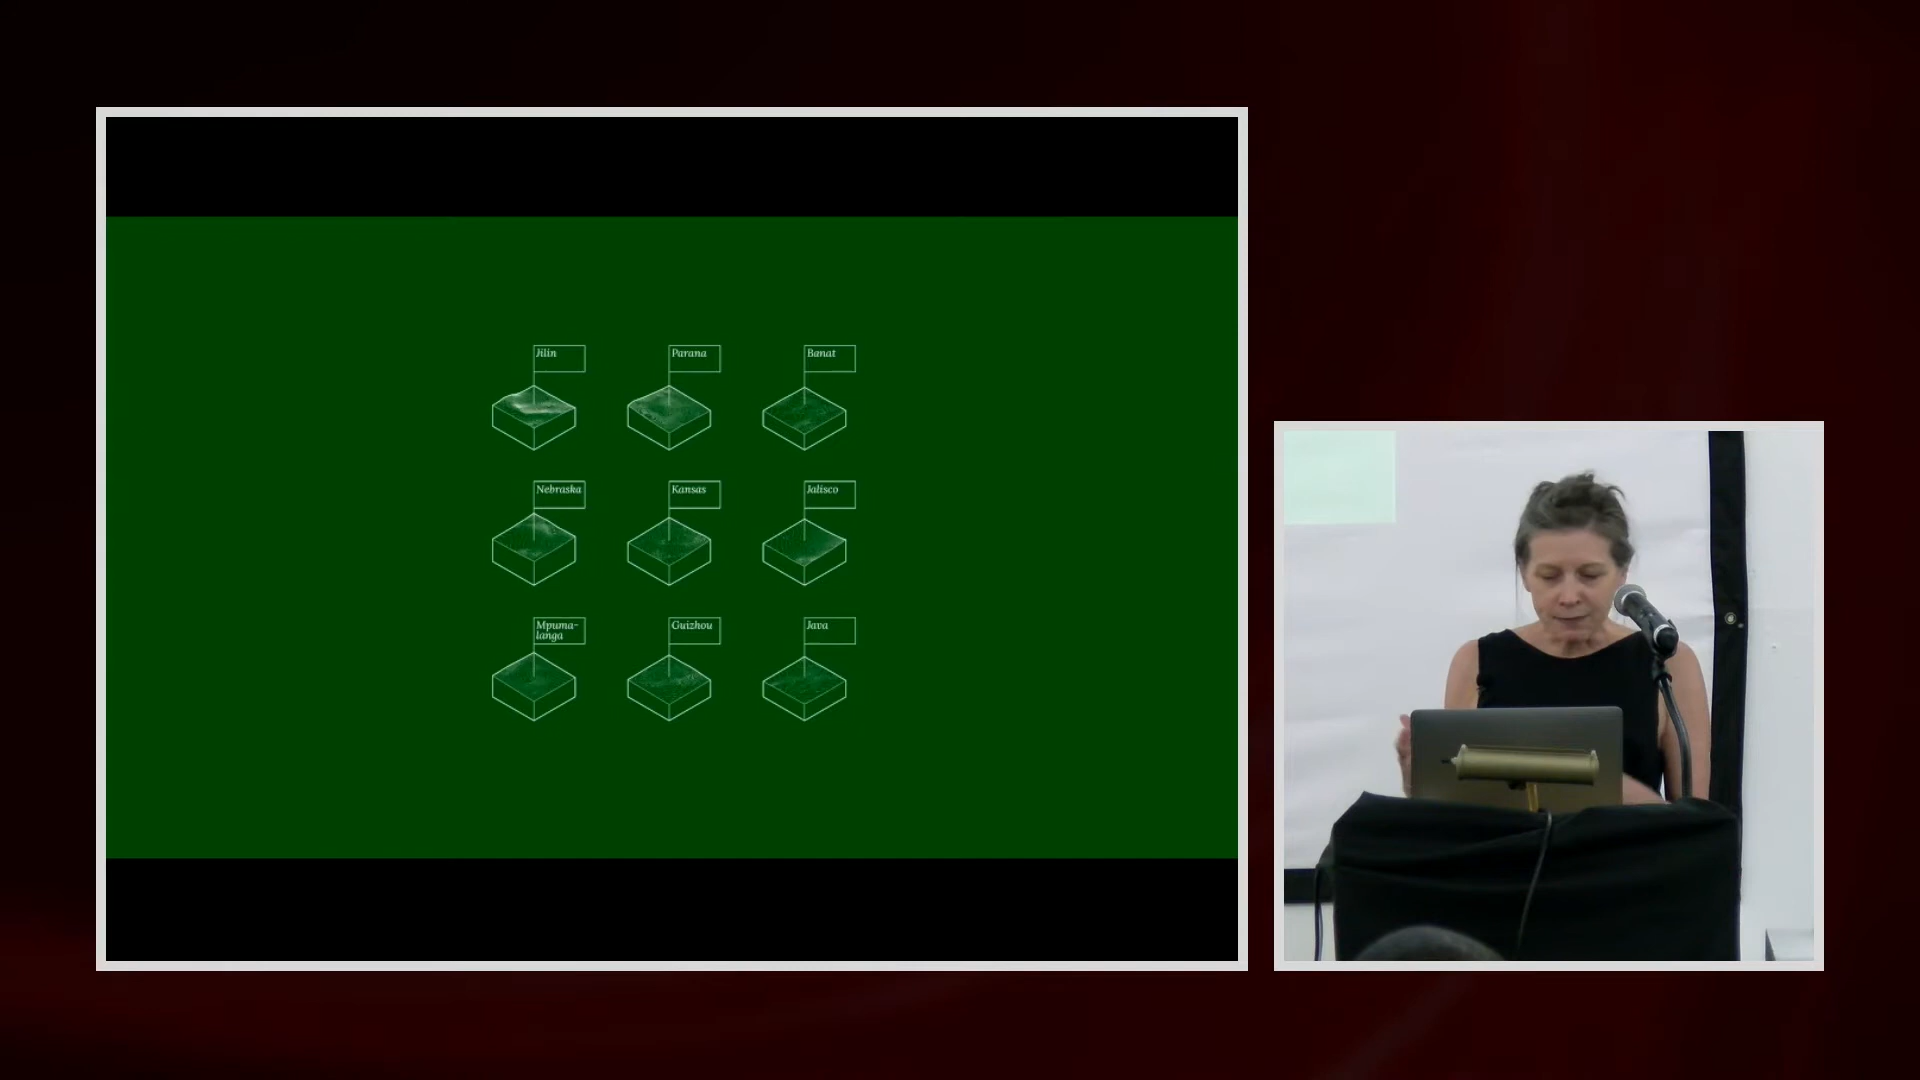 Jilin
Parana
Banat
Nebraska
Kansas
Jalisco
Mpuma-
langa
Guizhou
Java